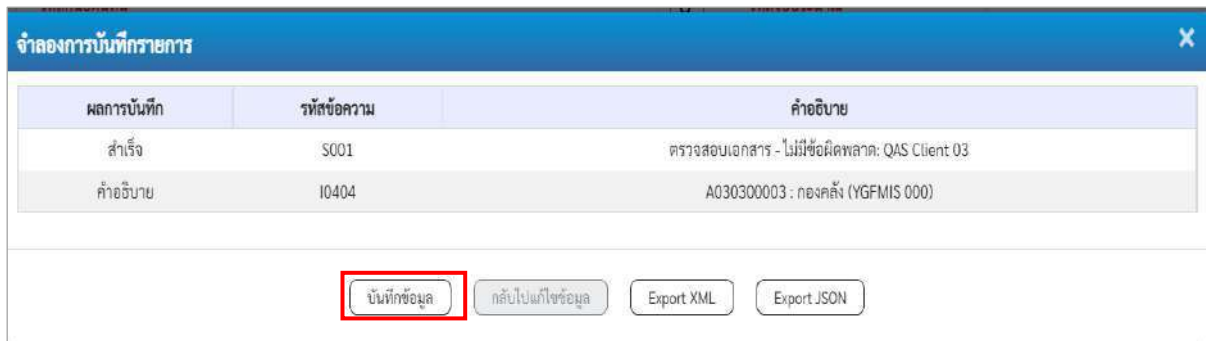 จำลองการบันทึกรายการ
ผลการบันทึก รหัสข้อความ คำอธิบาย
สำเร็จ S001 ตรวจสอบเอกสาร - ไม่มีข้อผิดพลาด: QAS Client 03
คำอธิบาย I0404 A030300003 : กองคลัง (YGFMIS 000)
บันทึกข้อมูล กลับไปแก้ไขข้อมูล Export XML Export JSON